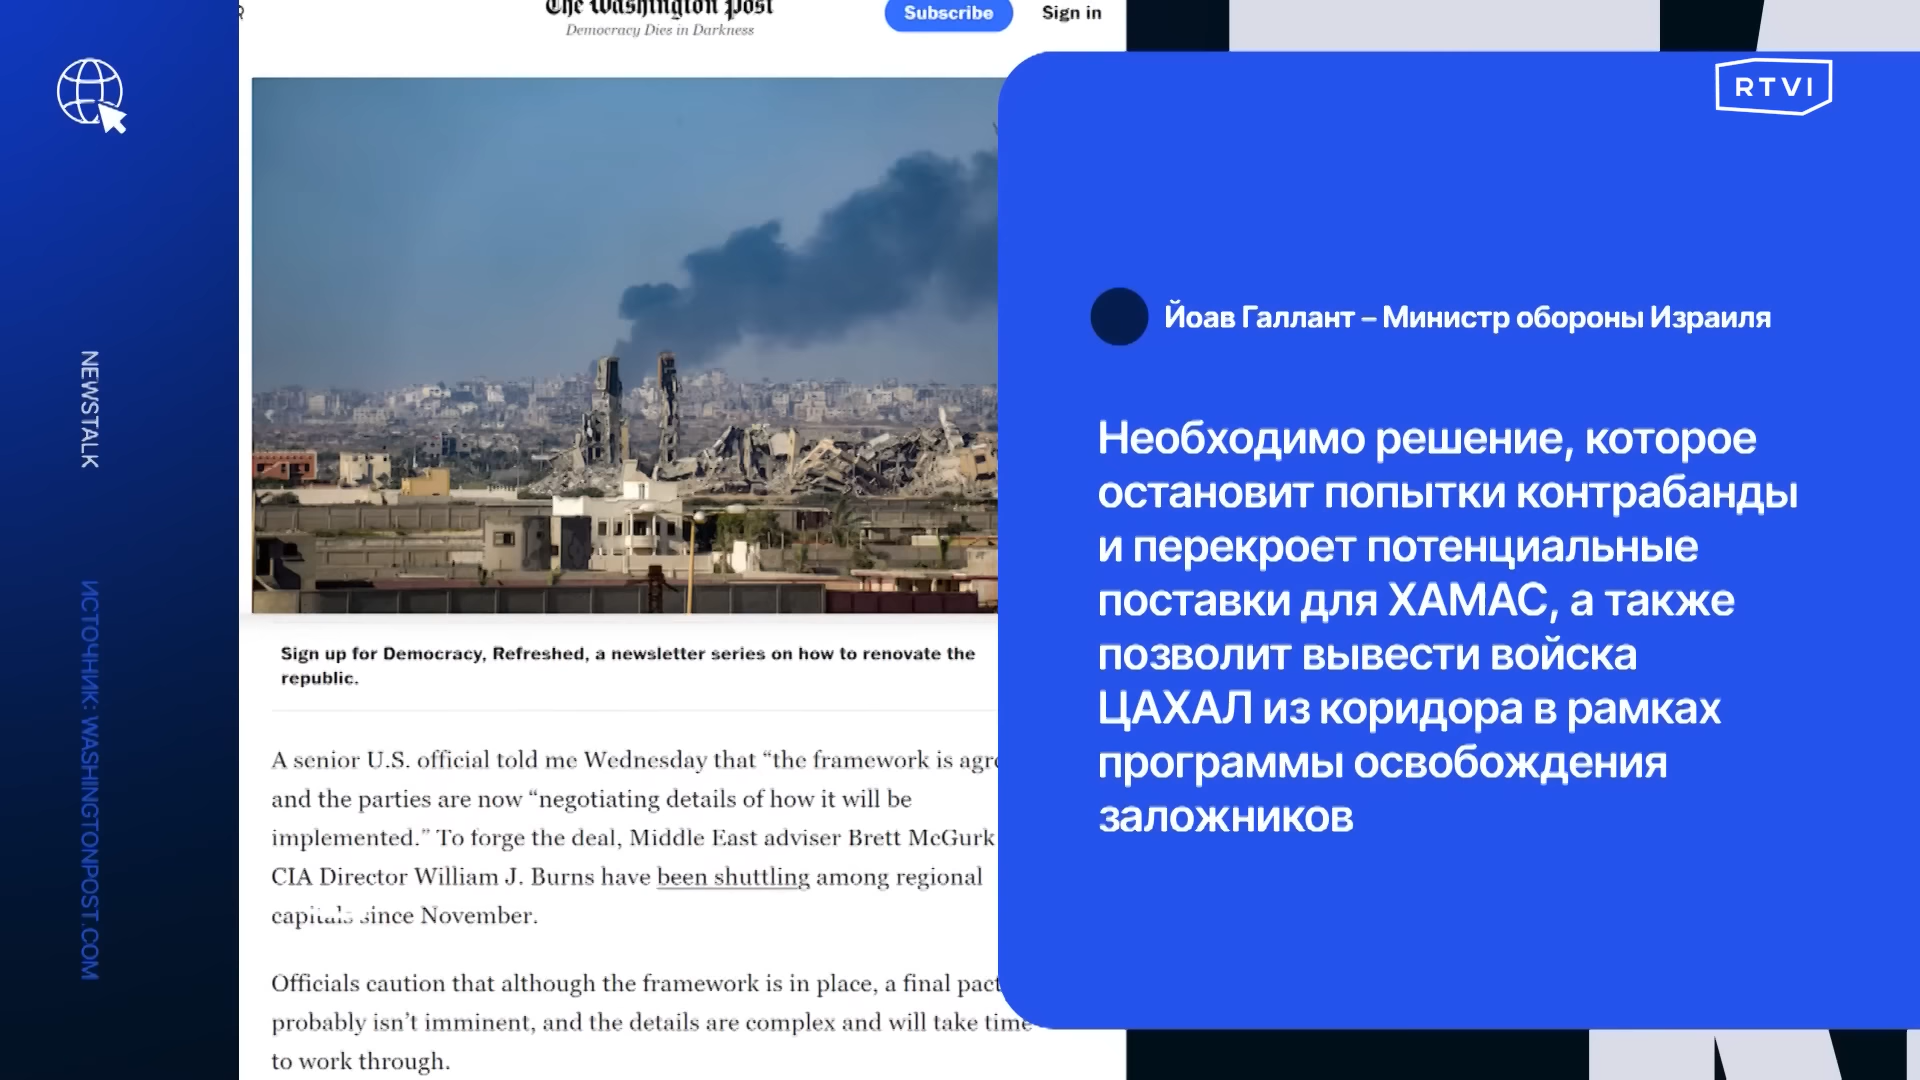 The Washington Post
Democracy Dies in Darkness
Subscribe
Sign in
RTVI
NEWSTALK
ИСТОЧНИК: WASHINGTONPOST.COM
Sign up for Democracy, Refreshed, a newsletter series on how to renovate the
republic.
A senior U.S. official told me Wednesday that “the framework is
and the parties are now “negotiating details of how it will be
implemented.” To forge the deal, Middle East adviser Brett McGurk
CIA Director William J. Burns have been shuttling among regional
capitals since November.
Officials caution that although the framework is in place, a final pact
probably isn’t imminent, and the details are complex and will take time
to work through.
Йоав Галлант – Министр обороны Израиля
Необходимо решение, которое
остановит попытки контрабанды
и перекроет потенциальные
поставки для ХАМАС, а также
позволит вывести войска
ЦАХАЛ из коридора в рамках
программы освобождения
заложников